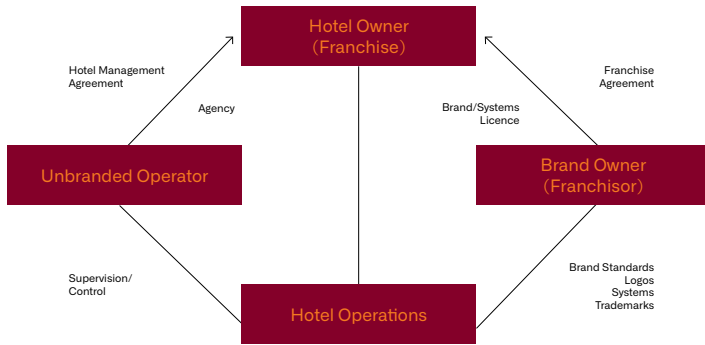 Hotel Owner
(Franchise)
Hotel Management
Agreement
Agency
Franchise
Agreement
Brand/Systems
Licence
Unbranded Operator
Brand Owner
(Franchisor)
Supervision/
Control
Brand Standards
Logos
Systems
Trademarks
Hotel Operations